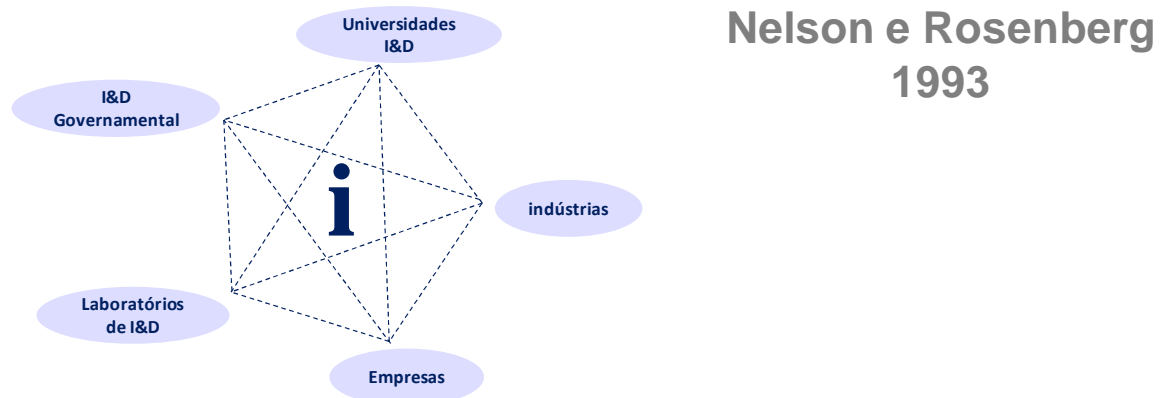 Universidades
I&D
Nelson e Rosenberg
1993
I&D
Governamental
i
indústrias
Laboratórios
de I&D
Empresas